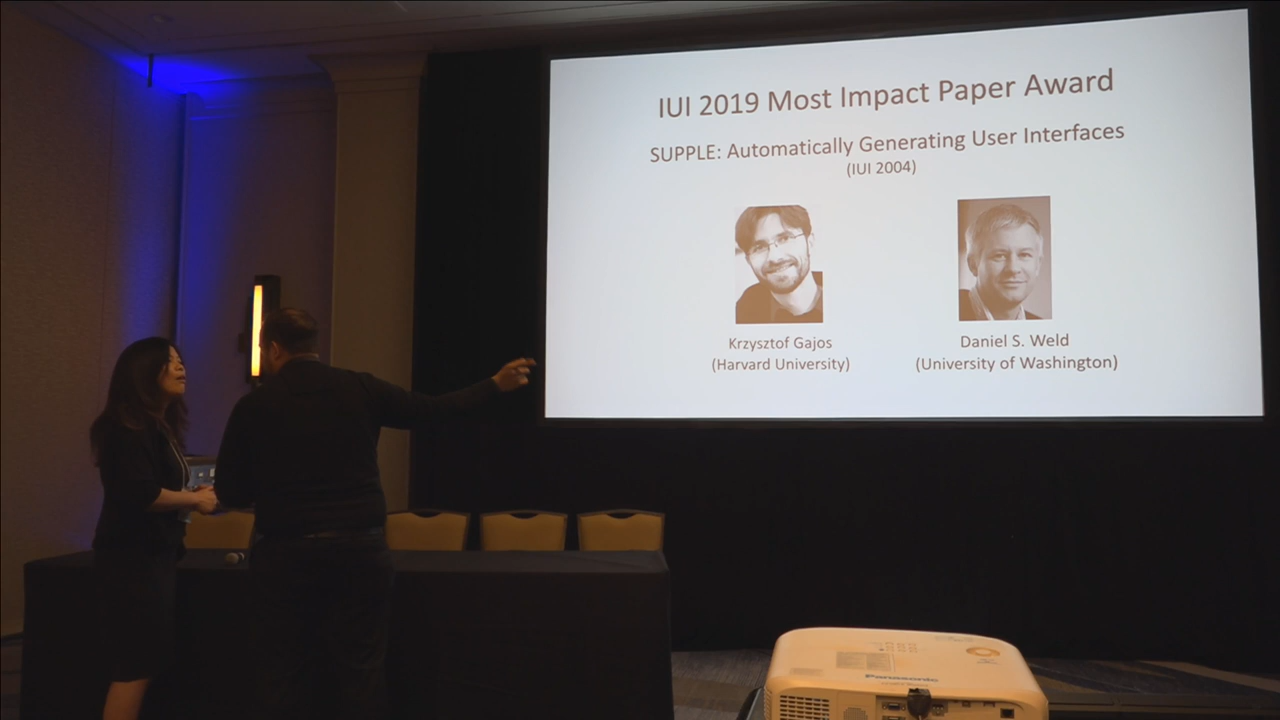 IUI 2019 Most Impact Paper Award
SUPPLE: Automatically Generating User Interfaces
(IUI 2004)
Krzysztof Gajos
(Harvard University)
Daniel S. Weld
(University of Washington)
Panasonic